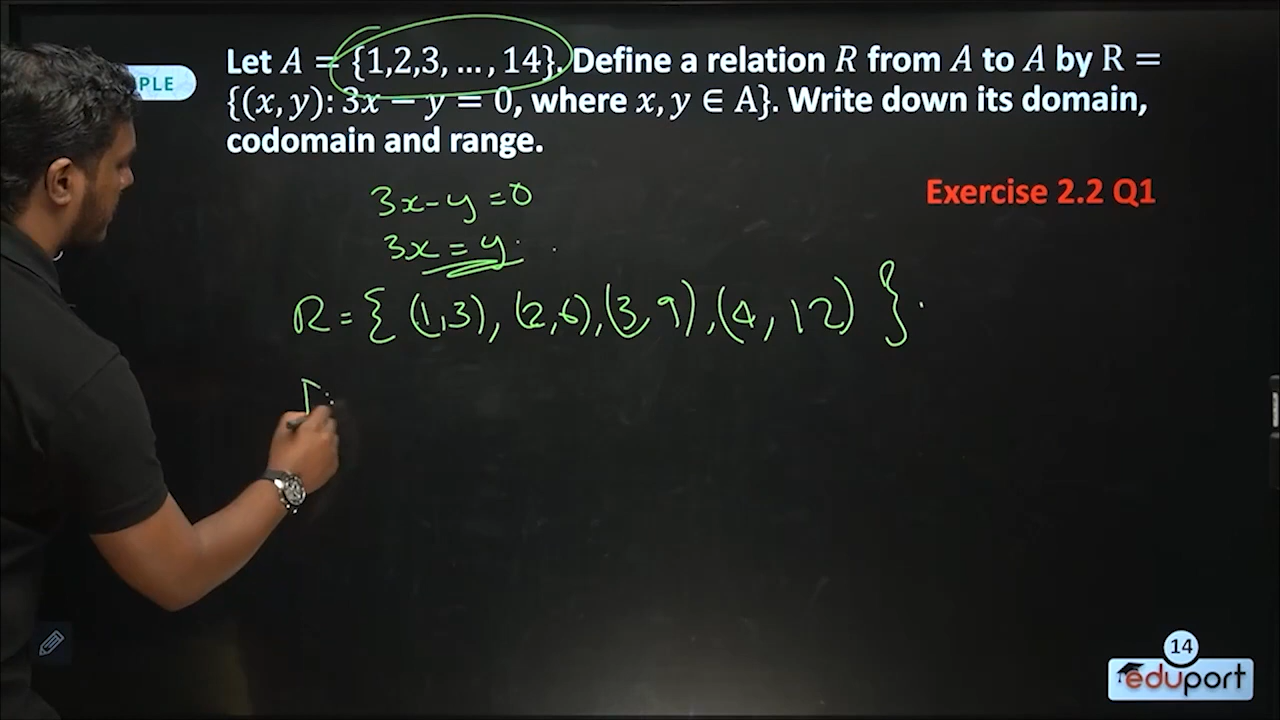 PLE
Let A = {1,2,3, … , 14}. Define a relation R from A to A by R =
{(x, y): 3x − y = 0, where x, y ∈ A}. Write down its domain,
codomain and range.
Exercise 2.2 Q1
3x-y=0
3x=y.
R = { (1,3), (2,6), (3,9), (4,12) }.
14
eduport